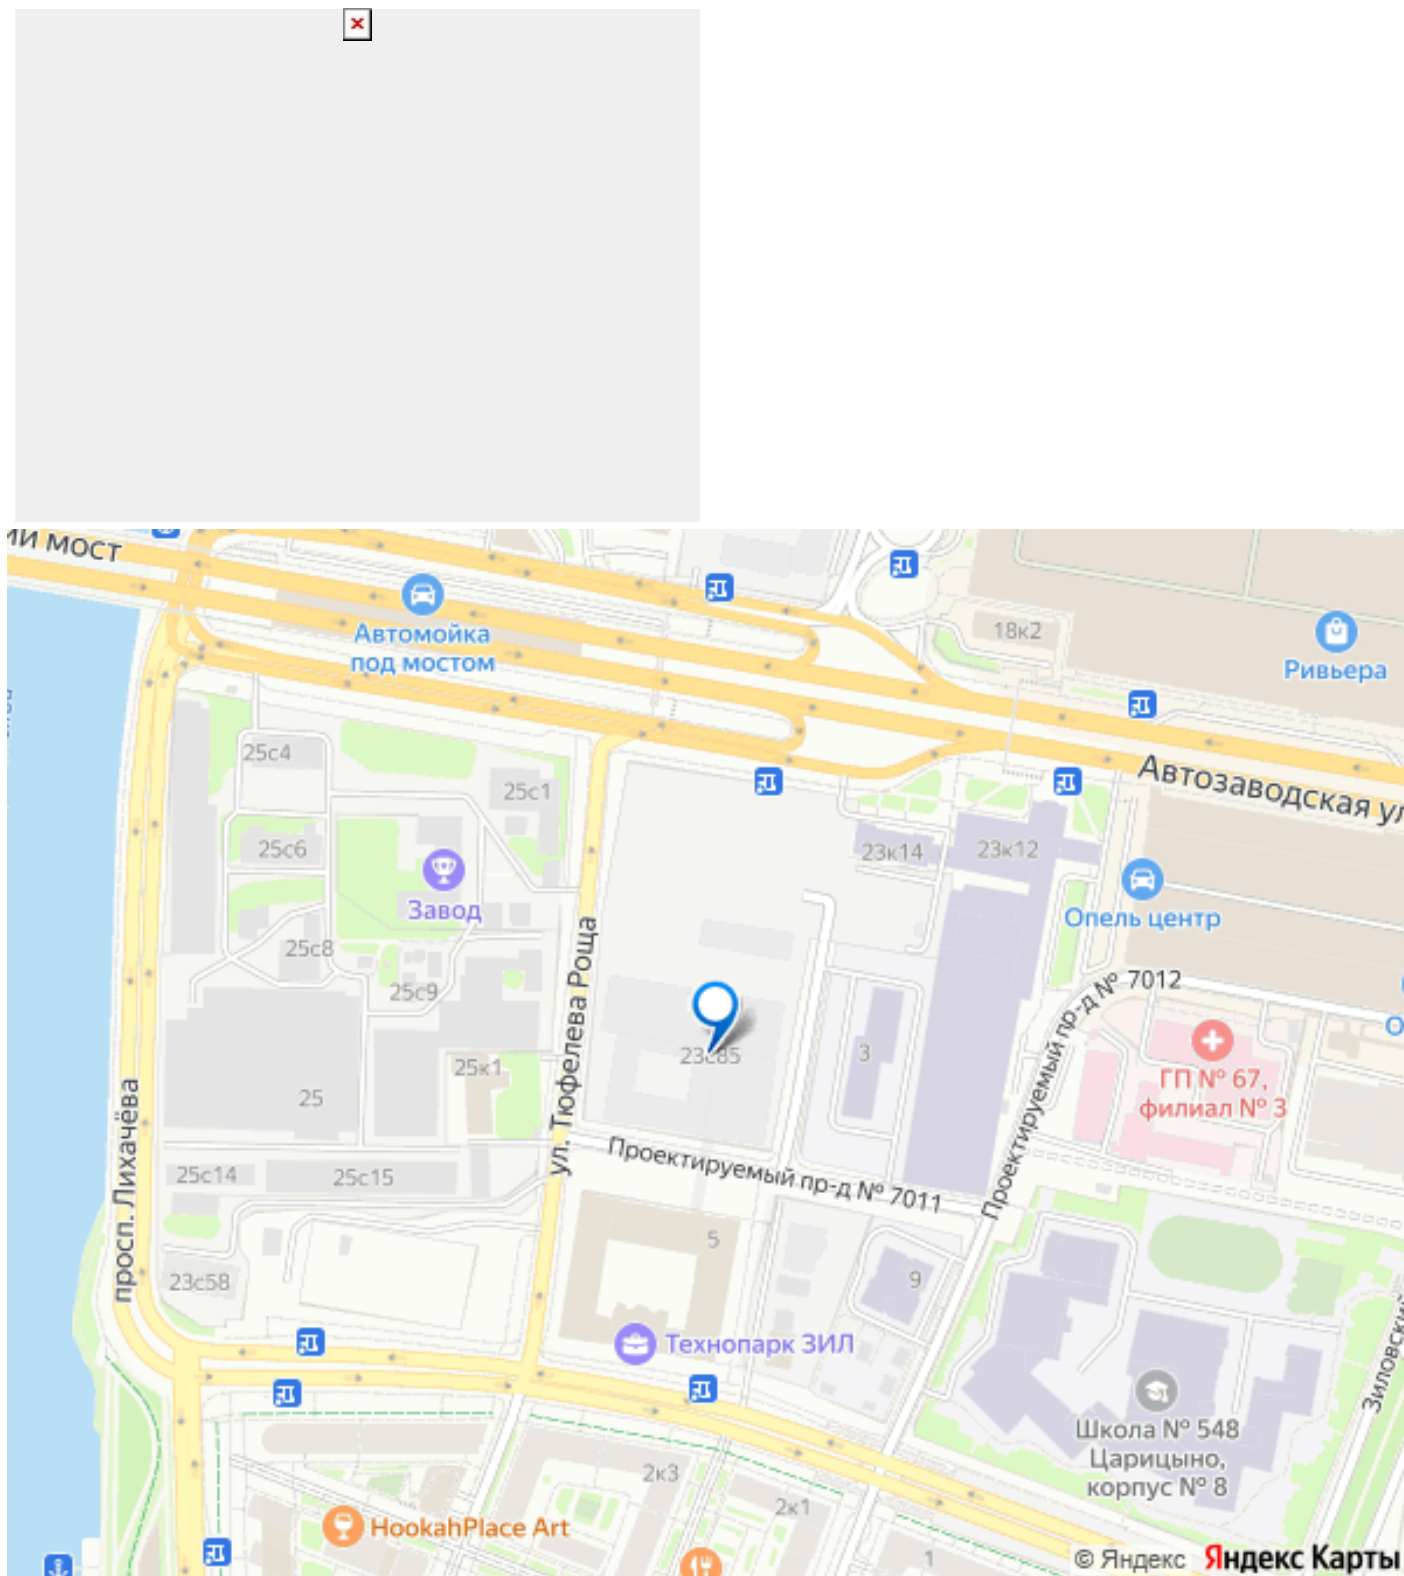 ий мост
Автомойка
под мостом
18к2
Ривьера
25с4
25с1
Автозаводская ул
25с6
23к14
23к12
Завод
Опель центр
25с8
25с9
ул. Тюфелева Роща
Проектируемый пр-д № 7012
23с85
3
25к1
25
ГП № 67,
филиал № 3
просп. Лихачёва
Проектируемый пр-д № 7011
25с14
25с15
5
9
23с58
Технопарк ЗИЛ
Зиловский
Школа № 548
Царицыно,
корпус № 8
2к3
2к1
HookahPlace Art
1
© Яндекс Яндекс Карты